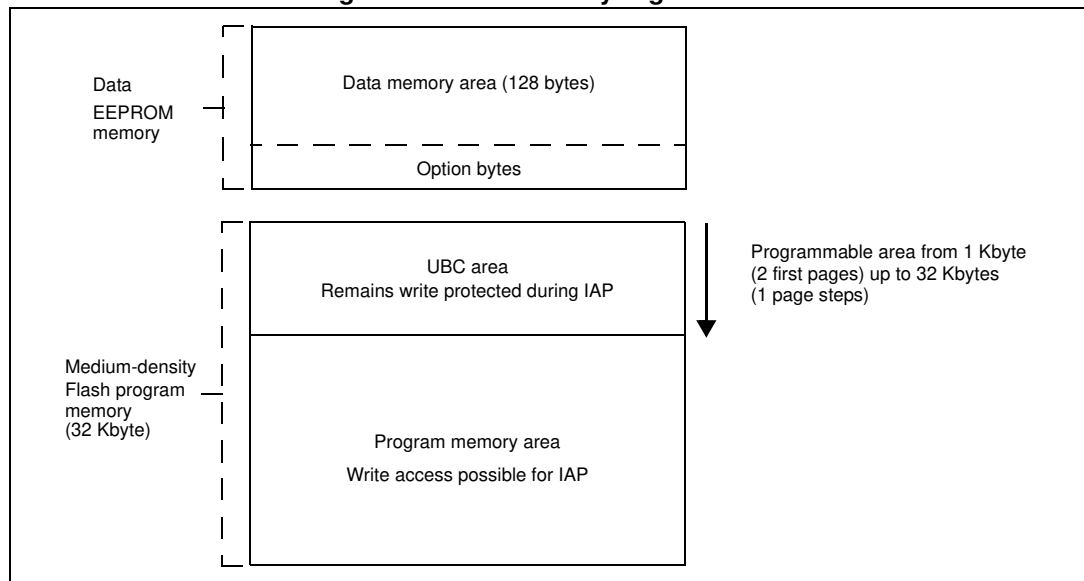 Data memory area (128 bytes)
Data
EEPROM
memory
Option bytes
UBC area
Remains write protected during IAP
Programmable area from 1 Kbyte
(2 first pages) up to 32 Kbytes
(1 page steps)
Medium-density
Flash program
memory
(32 Kbyte)
Program memory area
Write access possible for IAP